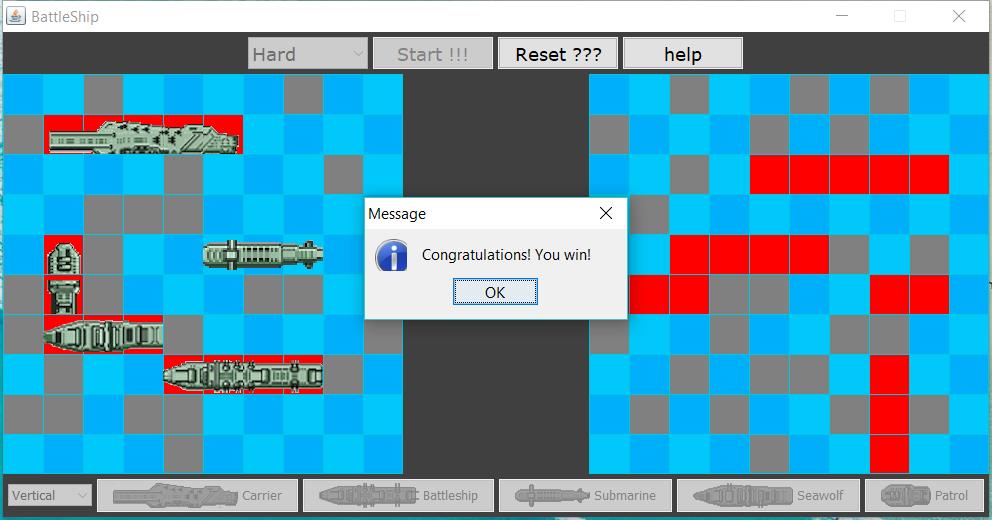 BattleShip
Hard
Start !!!
Reset ???
help
Message
Congratulations! You win!
OK
Vertical
Carrier
Battleship
Submarine
Seawolf
Patrol